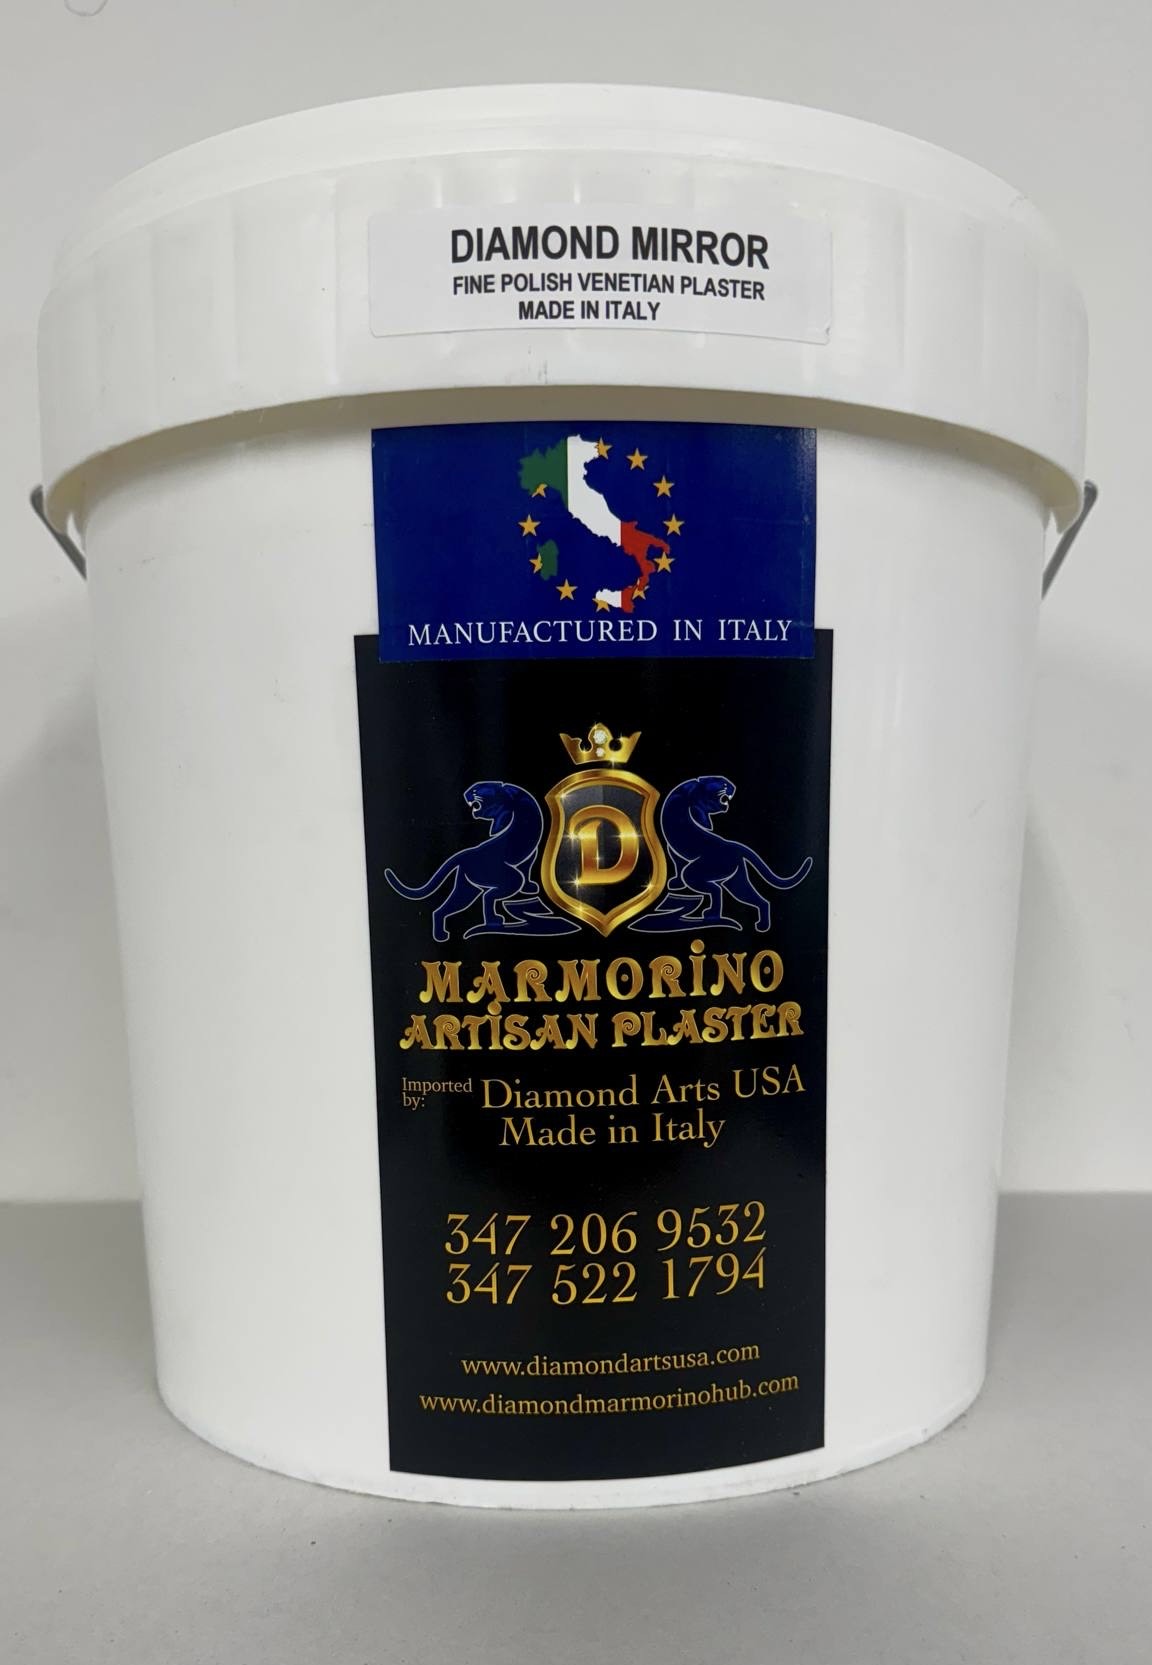 DIAMOND MIRROR
FINE POLISH VENETIAN PLASTER
MADE IN ITALY
MANUFACTURED IN ITALY
D
MARMORINO
ARTISAN PLASTER
Imported by: Diamond Arts USA
Made in Italy
347 206 9532
347 522 1794
www.diamondartsusa.com
www.diamondmarmorinohub.com